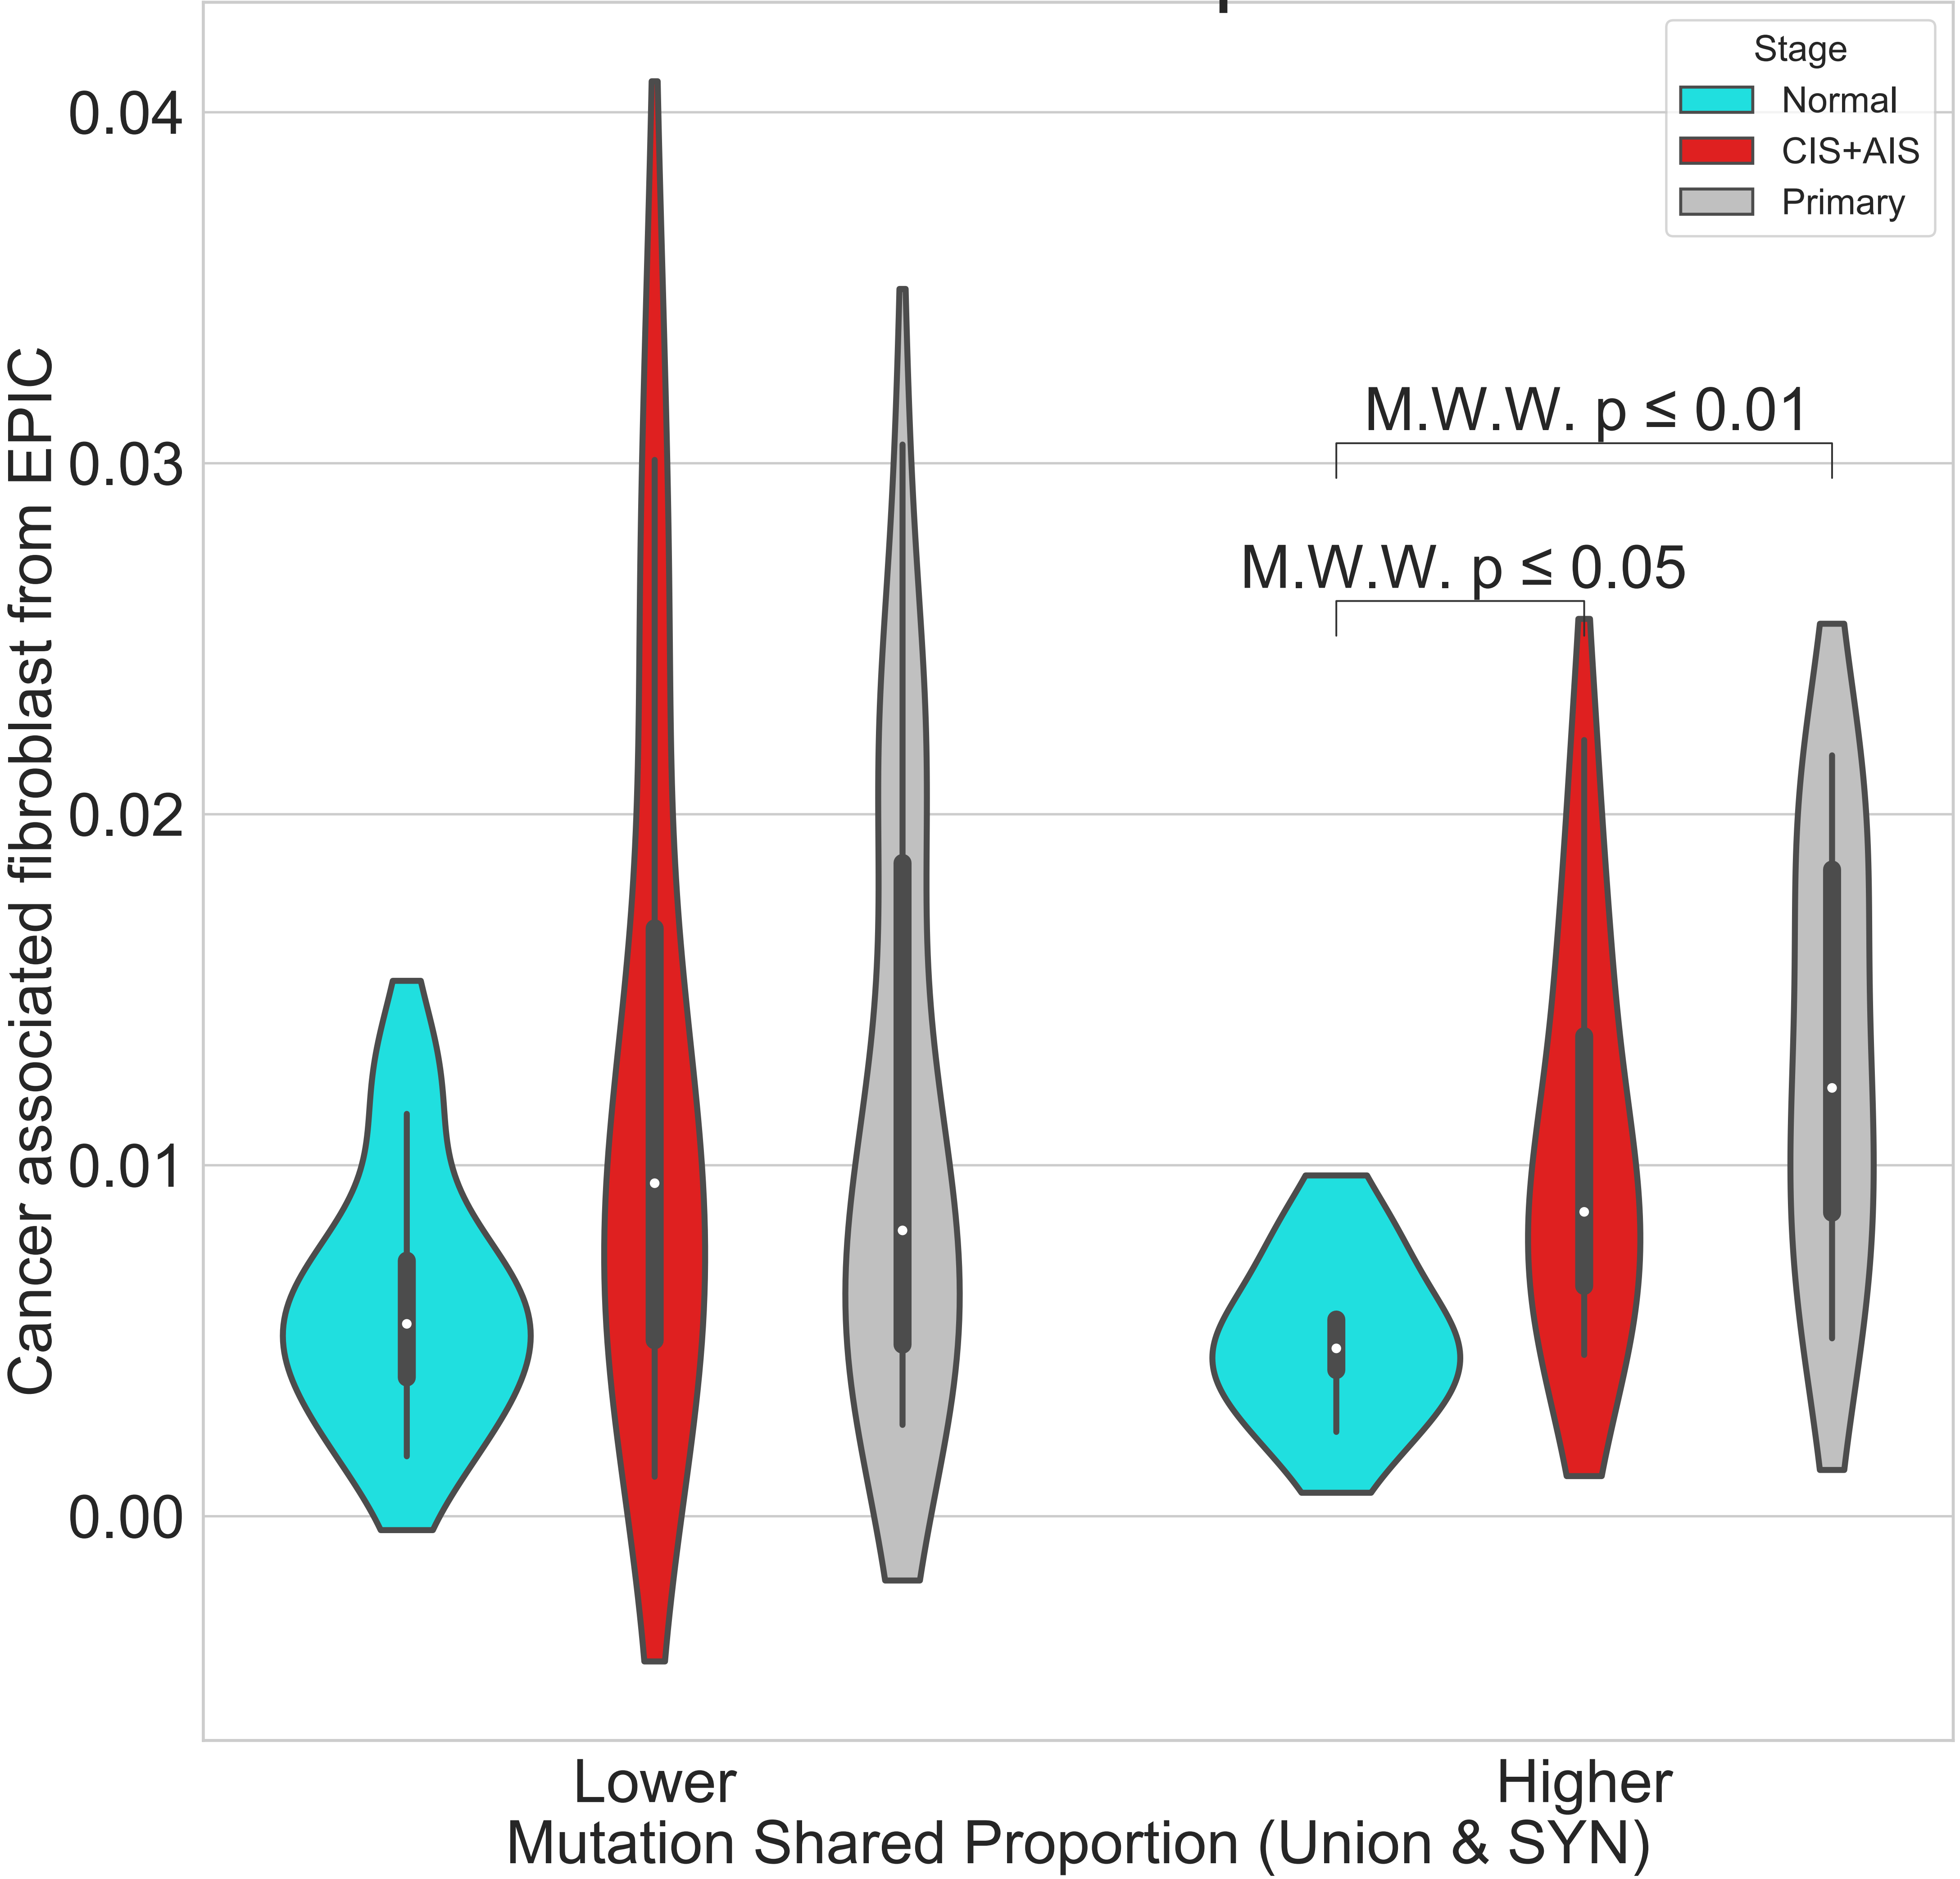 Stage
Normal
CIS+AIS
Primary
Cancer associated fibroblast from EPIC
0.04
0.03
0.02
0.01
0.00
M.W.W. p ≤ 0.01
M.W.W. p ≤ 0.05
Lower
Higher
Mutation Shared Proportion (Union & SYN)